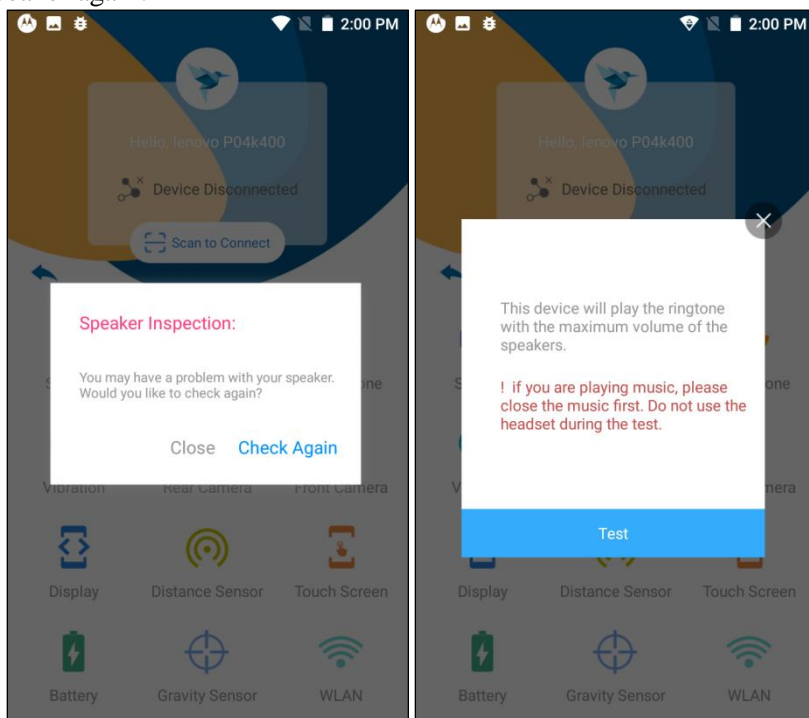 2:00 PM
Hello, lenovo P04k400
Device Disconnected
Scan to Connect
Speaker Inspection:
You may have a problem with your speaker.
Would you like to check again?
Close Check Again
Vibration Rear Camera Front Camera
Display Distance Sensor Touch Screen
Battery Gravity Sensor WLAN
2:00 PM
Hello, lenovo P04k400
Device Disconnected
This device will play the ringtone
with the maximum volume of the
speakers.
! if you are playing music, please
close the music first. Do not use the
headset during the test.
Test
Display Distance Sensor Touch Screen
Battery Gravity Sensor WLAN